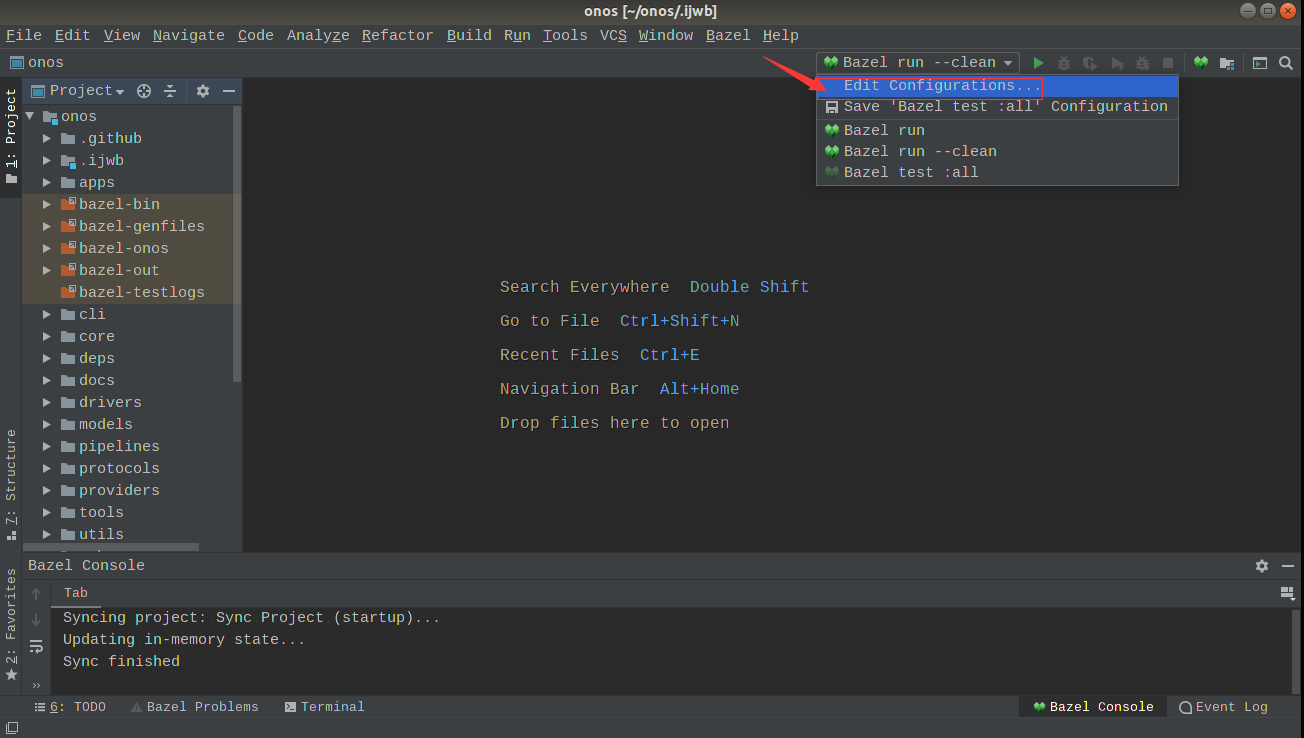 onos [~/onos/.ijwb]
File Edit View Navigate Code Analyze Refactor Build Run Tools VCS Window Bazel Help
onos
Bazel run --clean
Edit Configurations...
Save 'Bazel test :all' Configuration
Bazel run
Bazel run --clean
Bazel test :all
1: Project
7: Structure
2: Favorites
Project
onos
.github
.ijwb
apps
bazel-bin
bazel-genfiles
bazel-onos
bazel-out
bazel-testlogs
cli
core
deps
docs
drivers
models
pipelines
protocols
providers
tools
utils
Search Everywhere Double Shift
Go to File Ctrl+Shift+N
Recent Files Ctrl+E
Navigation Bar Alt+Home
Drop files here to open
Bazel Console
Tab
Syncing project: Sync Project (startup)...
Updating in-memory state...
Sync finished
6: TODO Bazel Problems Terminal Bazel Console Event Log